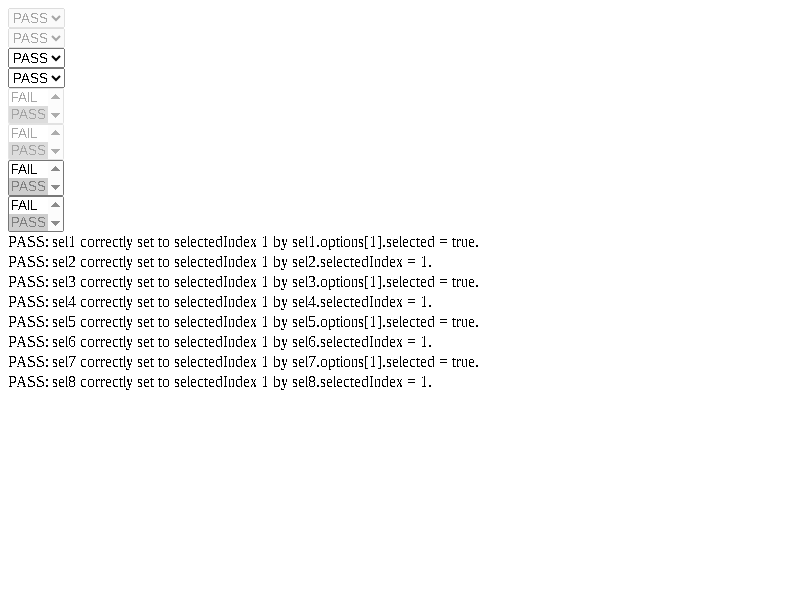 PASS
PASS
PASS
PASS
FAIL
PASS
FAIL
PASS
FAIL
PASS
FAIL
PASS
PASS: sel1 correctly set to selectedIndex 1 by sel1.options[1].selected = true.
PASS: sel2 correctly set to selectedIndex 1 by sel2.selectedIndex = 1.
PASS: sel3 correctly set to selectedIndex 1 by sel3.options[1].selected = true.
PASS: sel4 correctly set to selectedIndex 1 by sel4.selectedIndex = 1.
PASS: sel5 correctly set to selectedIndex 1 by sel5.options[1].selected = true.
PASS: sel6 correctly set to selectedIndex 1 by sel6.selectedIndex = 1.
PASS: sel7 correctly set to selectedIndex 1 by sel7.options[1].selected = true.
PASS: sel8 correctly set to selectedIndex 1 by sel8.selectedIndex = 1.